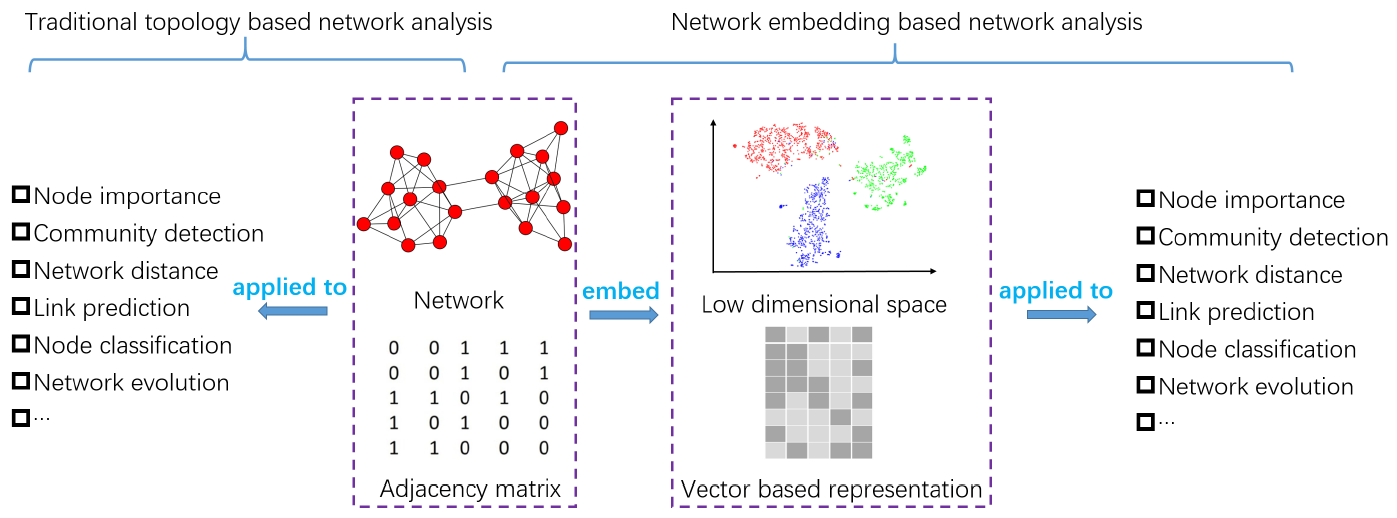 Traditional topology based network analysis
Network embedding based network analysis
Node importance
Community detection
Network distance
Link prediction
Node classification
Network evolution
...
applied to
Network
0 0 1 1 1
0 0 1 0 1
1 1 0 1 0
1 0 1 0 0
1 1 0 0 0
Adjacency matrix
embed
Low dimensional space
Vector based representation
applied to
Node importance
Community detection
Network distance
Link prediction
Node classification
Network evolution
...